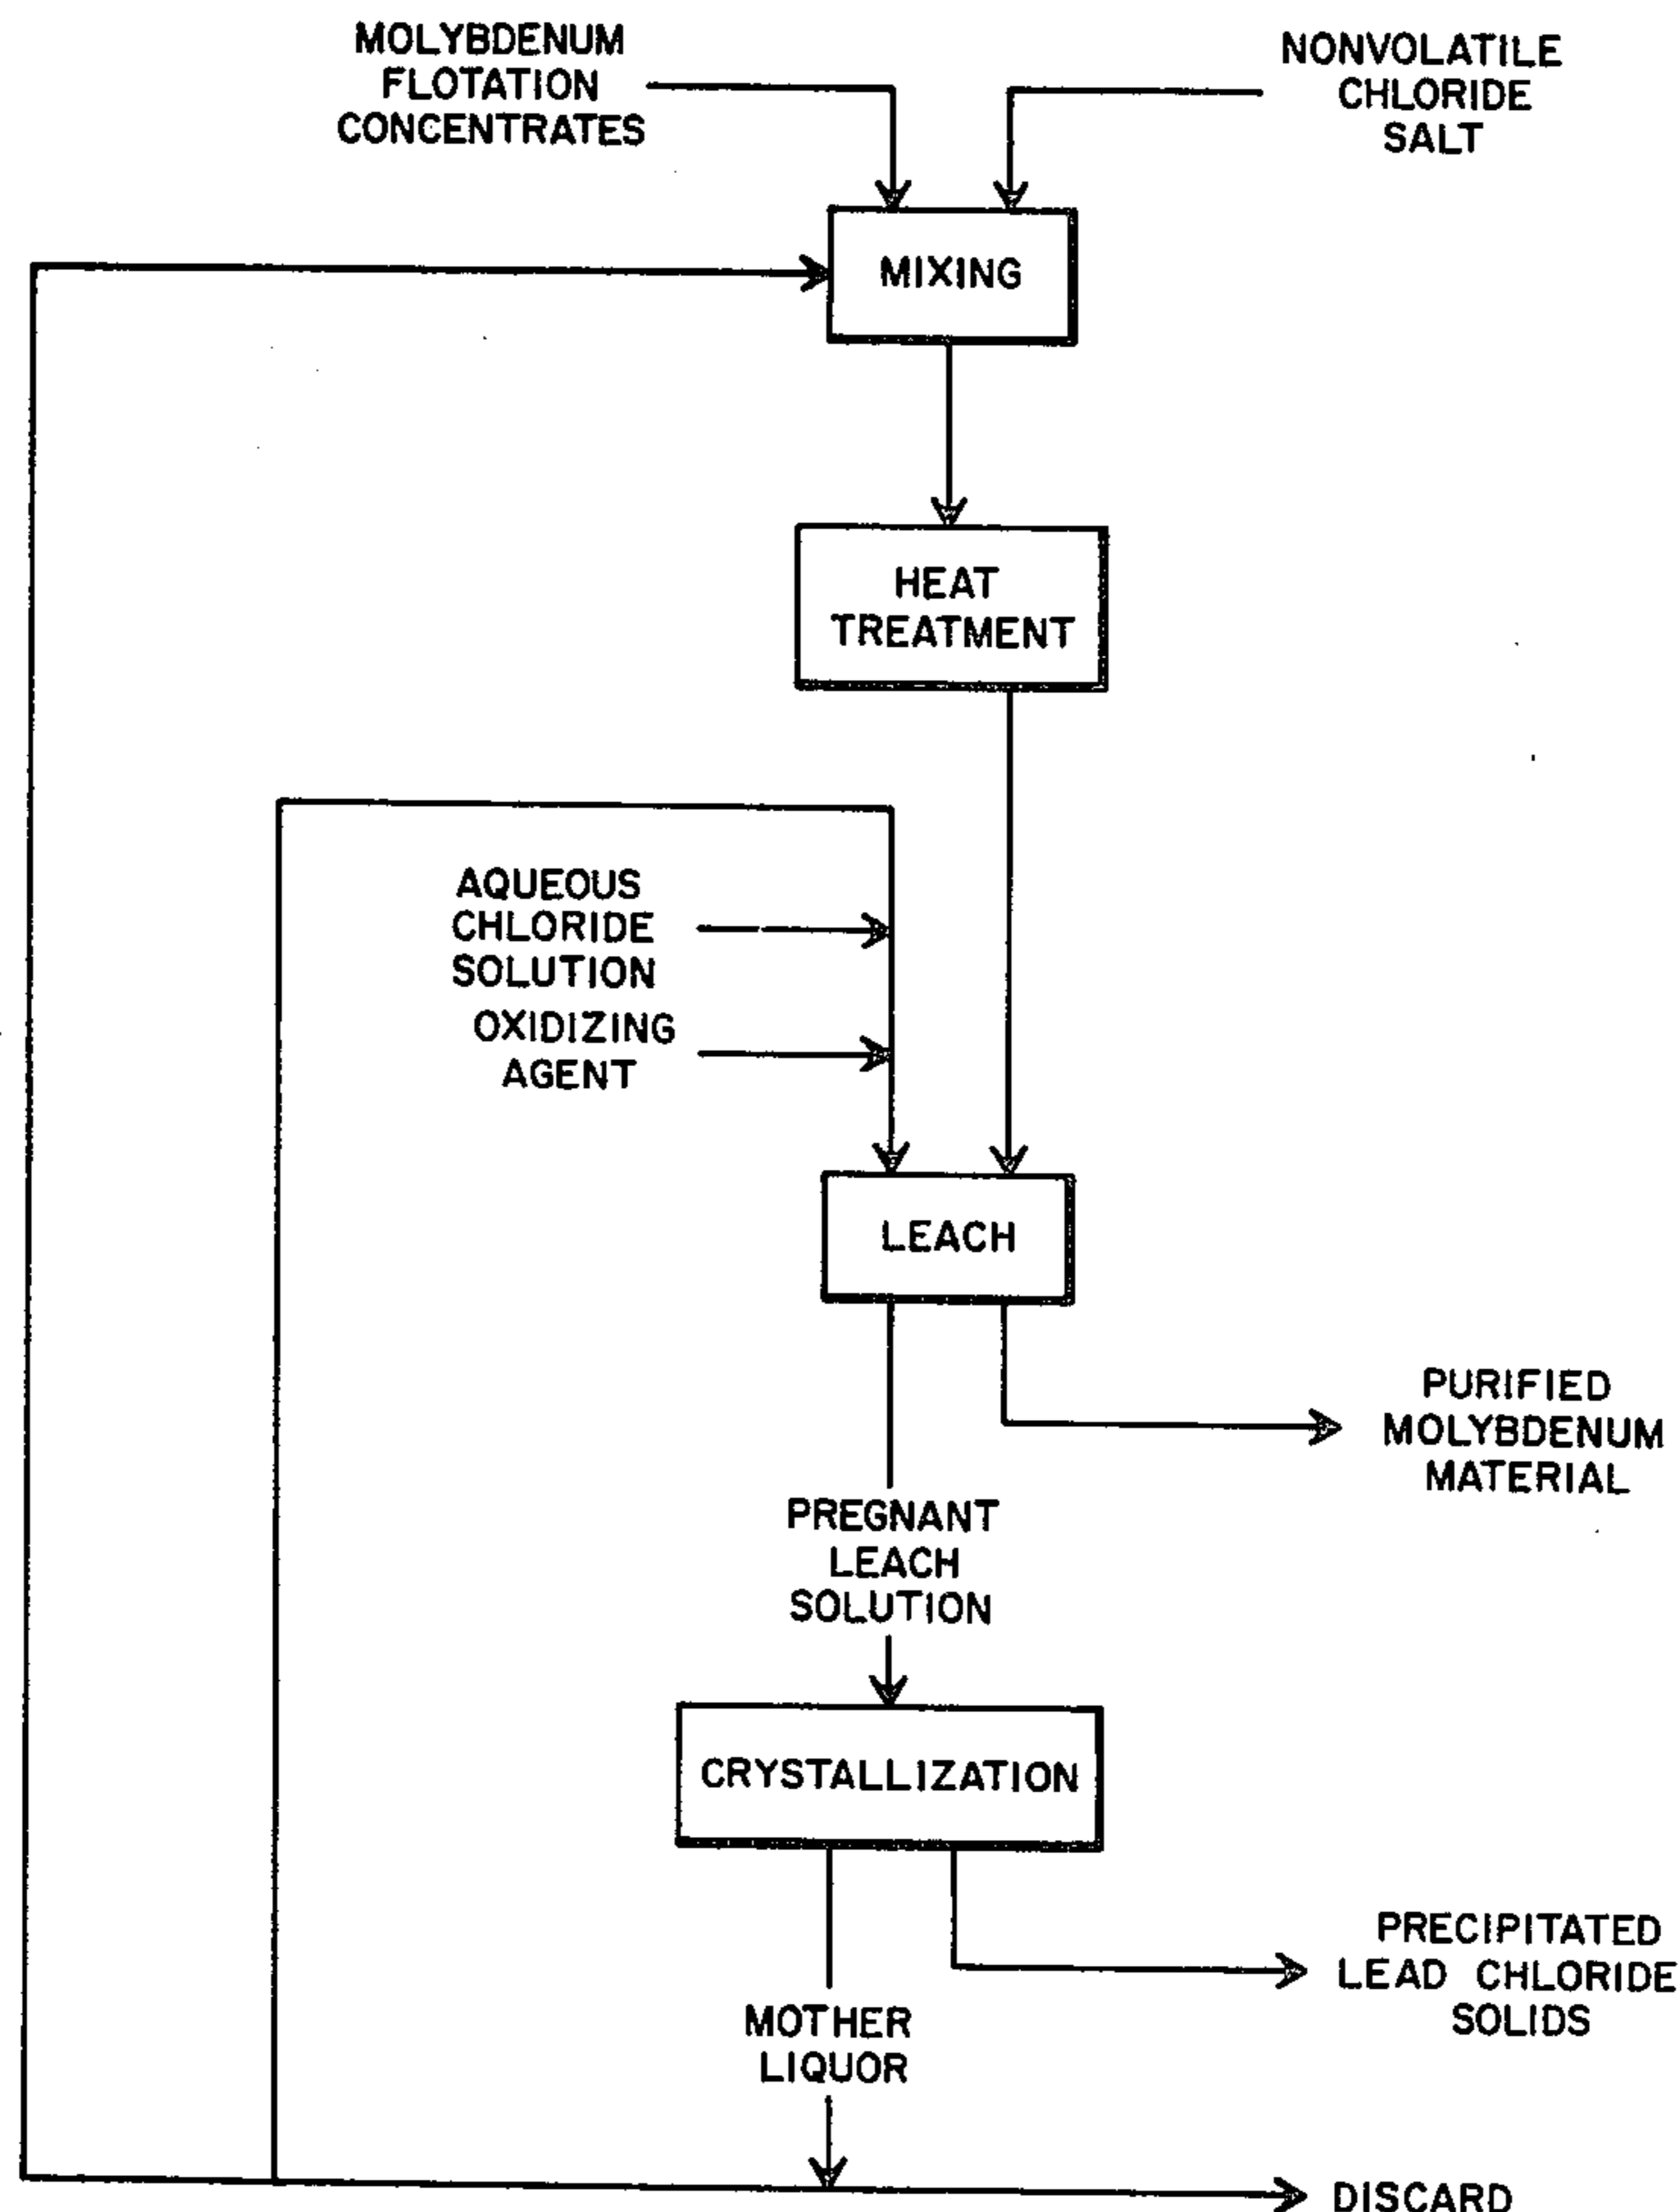 MOLYBDENUM
FLOTATION
CONCENTRATES
NONVOLATILE
CHLORIDE
SALT
MIXING
HEAT
TREATMENT
AQUEOUS
CHLORIDE
SOLUTION
OXIDIZING
AGENT
LEACH
PURIFIED
MOLYBDENUM
MATERIAL
PREGNANT
LEACH
SOLUTION
CRYSTALLIZATION
PRECIPITATED
LEAD CHLORIDE
SOLIDS
MOTHER
LIQUOR
DISCARD